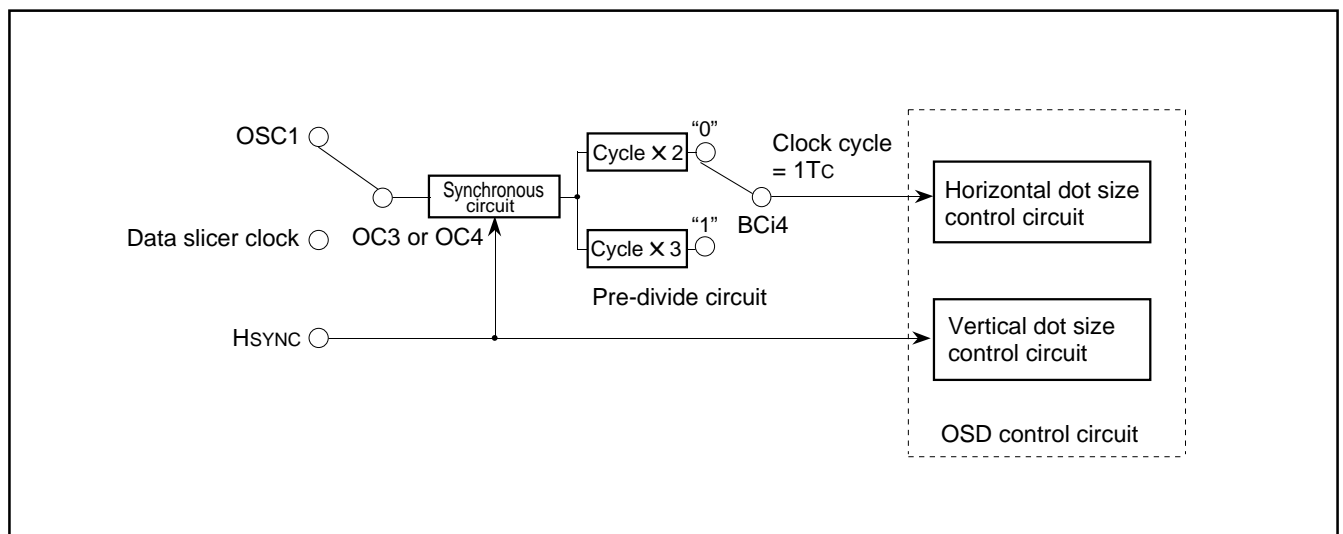 OSC1
Data slicer clock
HSYNC
OC3 or OC4
Synchronous
circuit
Cycle × 2
"0"
Cycle × 3
"1"
Pre-divide circuit
BCi4
Clock cycle
= 1TC
Horizontal dot size
control circuit
Vertical dot size
control circuit
OSD control circuit